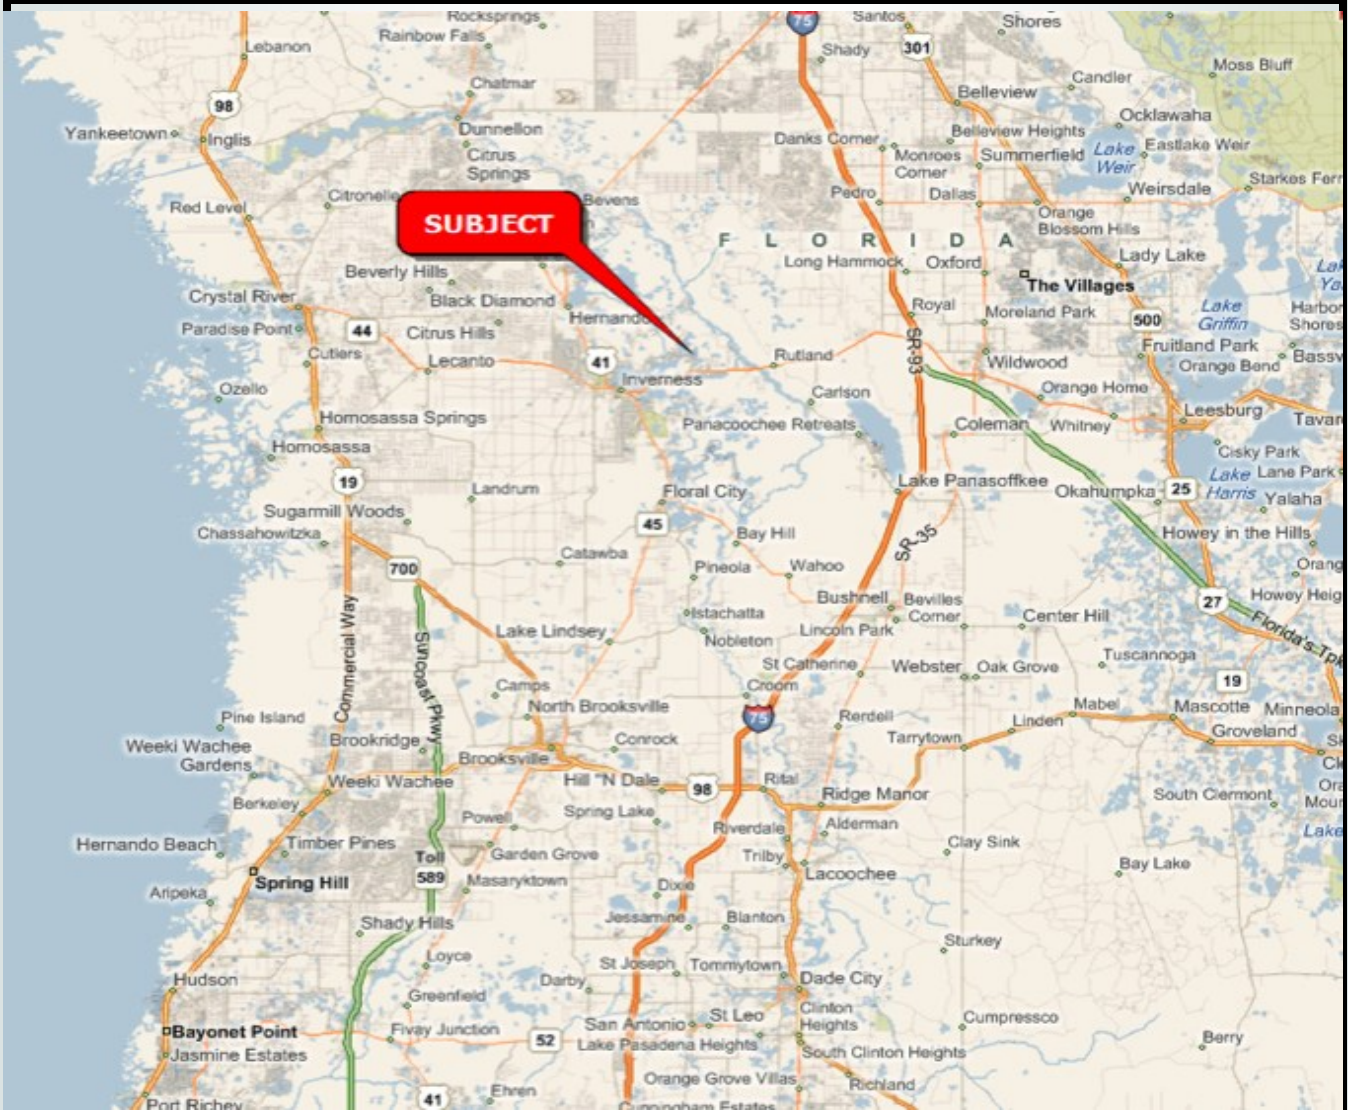 Rocksprings
75
Santos
Shores
Rainbow Falls
301
Lebanon
Shady
Moss Bluff
Chatmar
Candler
98
Belleview
Ocklawaha
Yankeetown
Inglis
Dunnellon
Danks Corner
Belleview Heights
Lake
Weir
Eastlake Weir
Citrus
Springs
Monroes
Corner
Summerfield
Red Level
Citronelle
SUBJECT
Bevens
Pedro
Dallas
Weirsdale
Starkes Ferr
Orange
Blossom Hills
FLORIDA
Beverly Hills
Long Hammock
Oxford
Lady Lake
The Villages
Crystal River
Black Diamond
Hernando
Royal
Moreland Park
500
Lake
Griffin
Harbor
Shores
Paradise Point
44
Citrus Hills
SR-93
Fruitland Park
Cutlers
Lecanto
41
Inverness
Rutland
Wildwood
Orange Bend
Bassv
Ozello
Carlson
Orange Home
Homosassa Springs
Panacoochee Retreats
Coleman
Whitney
Leesburg
Tavar
Homosassa
Cisky Park
19
Landrum
Floral City
Lake Panasoffkee
Okahumpka
25
Lake
Harris
Lane Park
Yalaha
Sugarmill Woods
45
Chassahowitzka
Bay Hill
SR-35
Howey in the Hills
700
Catawba
Pineola
Wahoo
Orang
Commercial Way
Suncoast Pkwy
Istachatta
Bushnell
Bevilles
Corner
27
Howey Heig
Lake Lindsey
Nobleton
Lincoln Park
Center Hill
Florida's Tpk
St Catherine
Webster
Oak Grove
Tuscannoga
Camps
Croom
19
Pine Island
North Brooksville
75
Rerdell
Linden
Mabel
Mascotte
Minneola
Weeki Wachee
Gardens
Brookridge
Conrock
Tarrytown
Groveland
Brooksville
Weeki Wachee
Hill "N Dale
98
Rital
Ridge Manor
South Clermont
Berkeley
Powell
Spring Lake
Riverdale
Alderman
Lake
Hernando Beach
Timber Pines
Toll
589
Garden Grove
Trilby
Clay Sink
Bay Lake
Spring Hill
Masaryktown
Lacoochee
Aripeka
Dixie
Shady Hills
Jessamine
Blanton
Sturkey
Loyce
St Joseph
Tommytown
Hudson
Greenfield
Darby
Dade City
Bayonet Point
Fivay Junction
52
San Antonio
St Leo
Clinton
Heights
Cumpressco
Jasmine Estates
Lake Pasadena Heights
South Clinton Heights
Berry
Port Richey
41
Ehren
Orange Grove Villas
Richland
Cunningham Estates